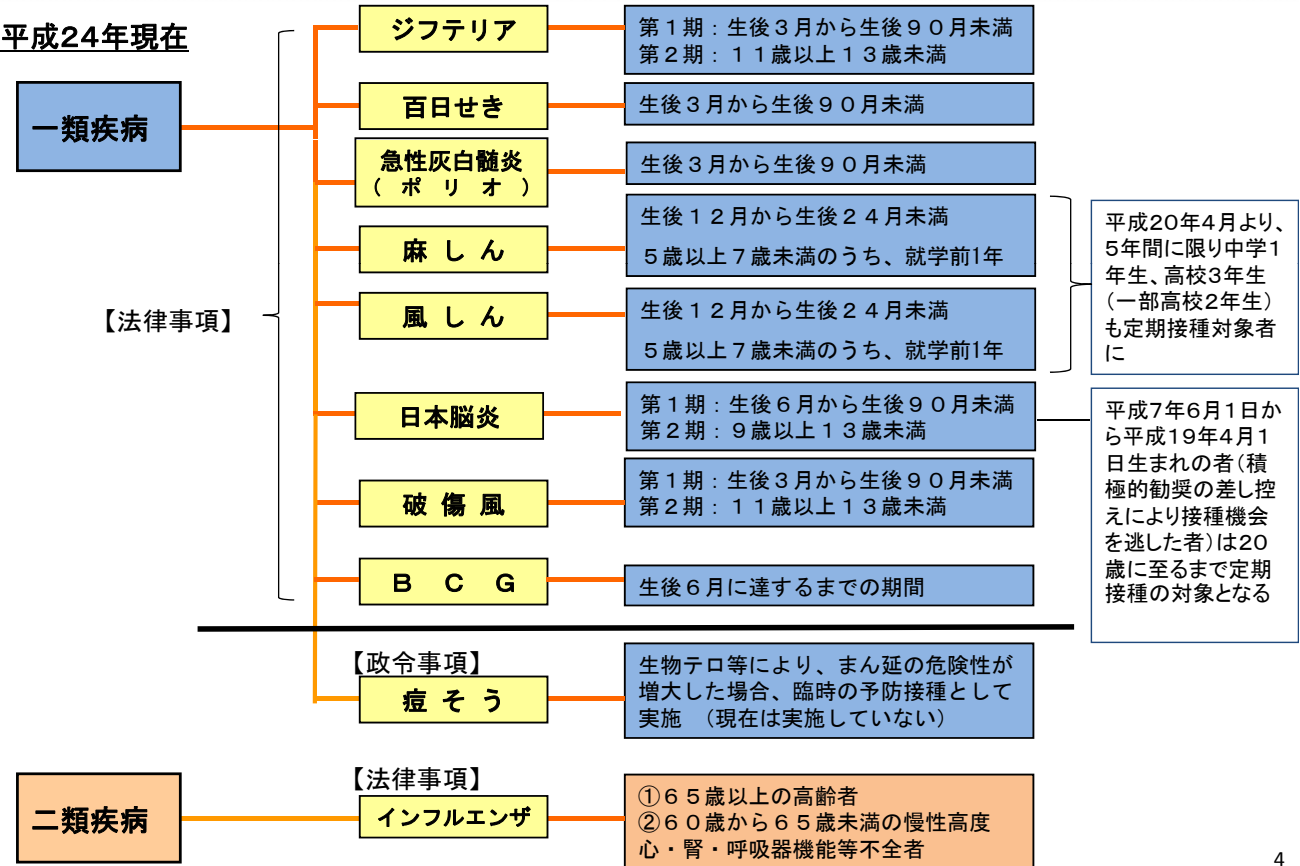 平成24年現在
一類疾病
【法律事項】
ジフテリア
第1期：生後3月から生後90月未満
第2期：11歳以上13歳未満
百日せき
生後3月から生後90月未満
急性灰白髄炎
（ポリオ）
生後3月から生後90月未満
麻しん
生後12月から生後24月未満
5歳以上7歳未満のうち、就学前1年
風しん
生後12月から生後24月未満
5歳以上7歳未満のうち、就学前1年
平成20年4月より、
5年間に限り中学1
年生、高校3年生
（一部高校2年生）
も定期接種対象者
に
日本脳炎
第1期：生後6月から生後90月未満
第2期：9歳以上13歳未満
平成7年6月1日か
ら平成19年4月1
日生まれの者（積
極的勧奨の差し控
えにより接種機会
を逃した者）は20
歳に至るまで定期
接種の対象となる
破傷風
第1期：生後3月から生後90月未満
第2期：11歳以上13歳未満
BCG
生後6月に達するまでの期間
【政令事項】
痘そう
生物テロ等により、まん延の危険性が
増大した場合、臨時の予防接種として
実施　（現在は実施していない）
二類疾病
【法律事項】
インフルエンザ
①65歳以上の高齢者
②60歳から65歳未満の慢性高度
心・腎・呼吸器機能等不全者
4